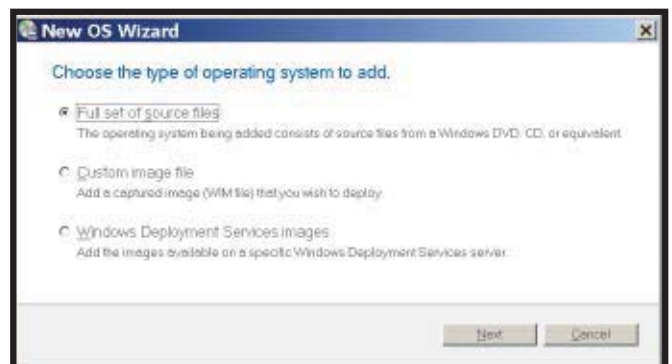 New OS Wizard
Choose the type of operating system to add.
Full set of source files
The operating system being added consists of source files from a Windows DVD, CD, or equivalent.
Custom image file
Add a captured image (WIM file) that you wish to deploy.
Windows Deployment Services images
Add the images available on a specific Windows Deployment Services server.
Next Cancel